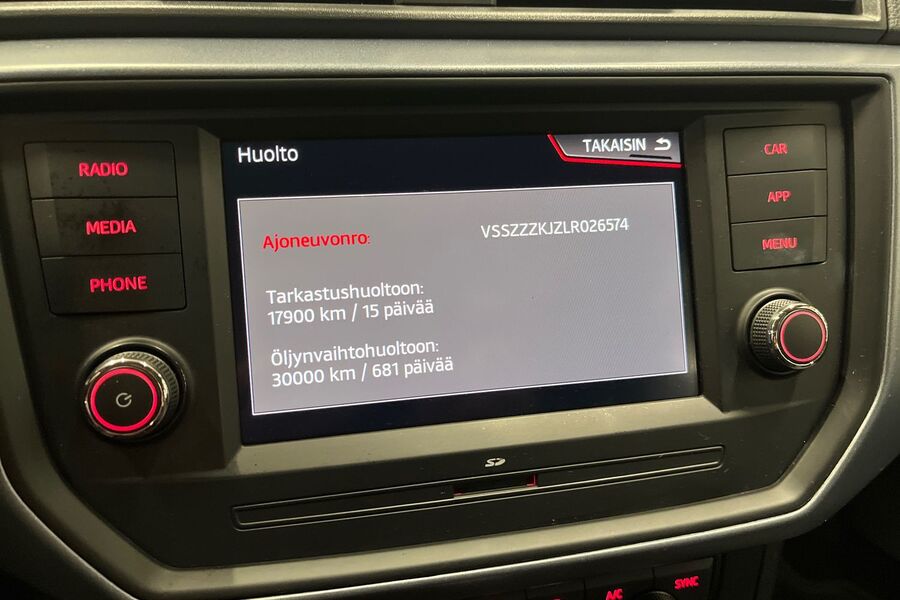 Huolto
TAKAISIN
Ajoneuvonro:
VSSZZZKJZLR026574
Tarkastushuoltoon:
17900 km / 15 päivää
Öljynvaihtohuoltoon:
30000 km / 681 päivää
RADIO
MEDIA
PHONE
CAR
APP
MENU
SD
A/C
SYNC